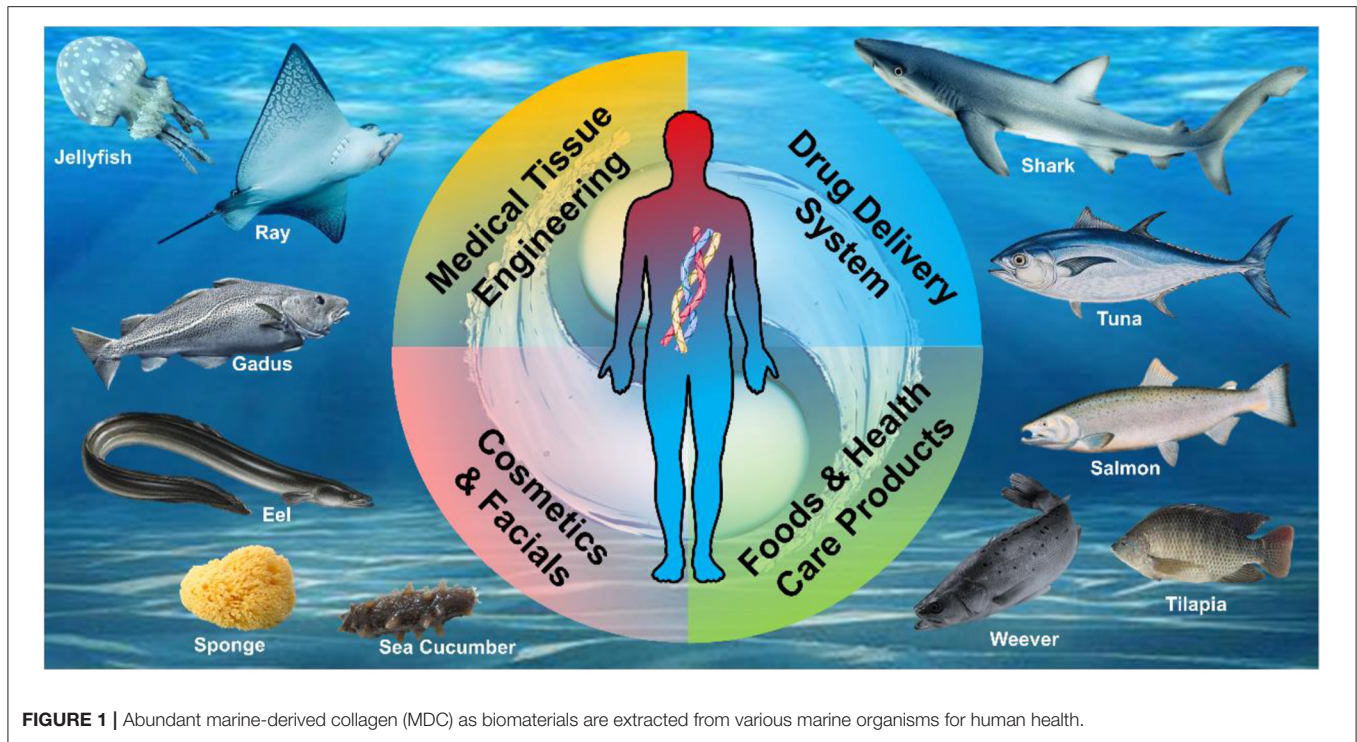 Jellyfish
Ray
Gadus
Eel
Sponge
Sea Cucumber
Medical Tissue
Engineering
Drug Delivery
System
Cosmetics
& Facials
Foods & Health
Care Products
Shark
Tuna
Salmon
Weever
Tilapia
FIGURE 1 | Abundant marine-derived collagen (MDC) as biomaterials are extracted from various marine organisms for human health.